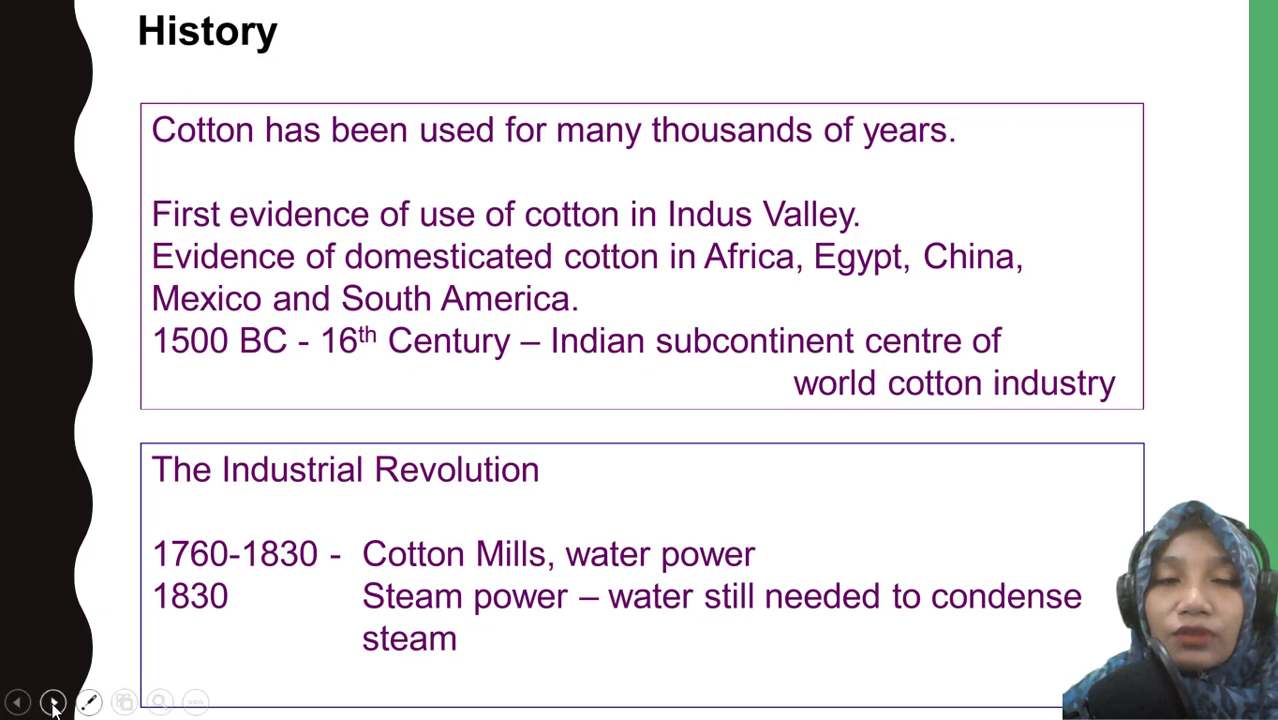 History
Cotton has been used for many thousands of years.
First evidence of use of cotton in Indus Valley.
Evidence of domesticated cotton in Africa, Egypt, China,
Mexico and South America.
1500 BC - 16th Century – Indian subcontinent centre of
world cotton industry
The Industrial Revolution
1760-1830 - Cotton Mills, water power
1830 Steam power – water still needed to condense
steam